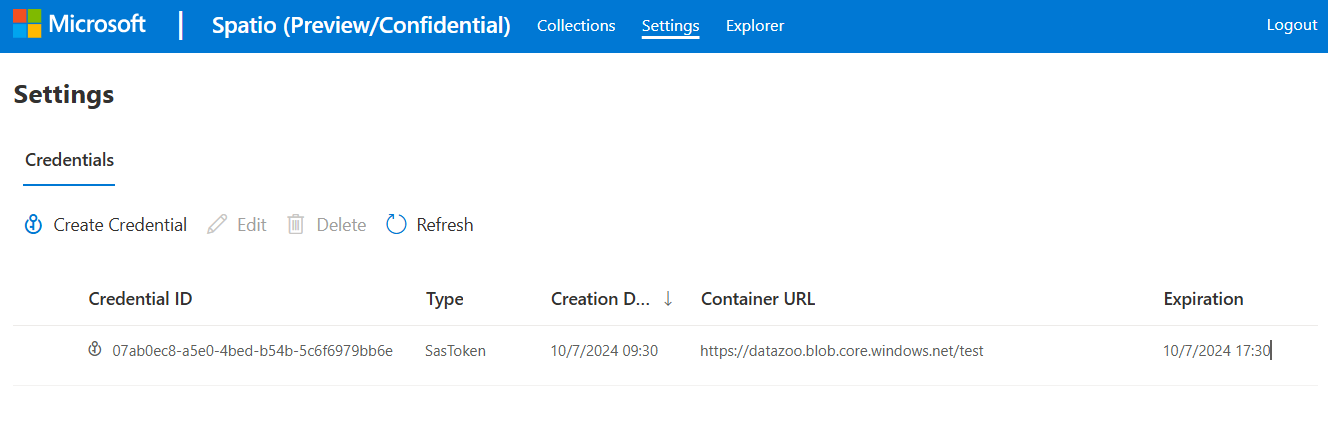 Microsoft | Spatio (Preview/Confidential) Collections Settings Explorer Logout
Settings
Credentials
Create Credential Edit Delete Refresh
Credential ID Type Creation D... ↓ Container URL Expiration
07ab0ec8-a5e0-4bed-b54b-5c6f6979bb6e SasToken 10/7/2024 09:30 https://datazoo.blob.core.windows.net/test 10/7/2024 17:30